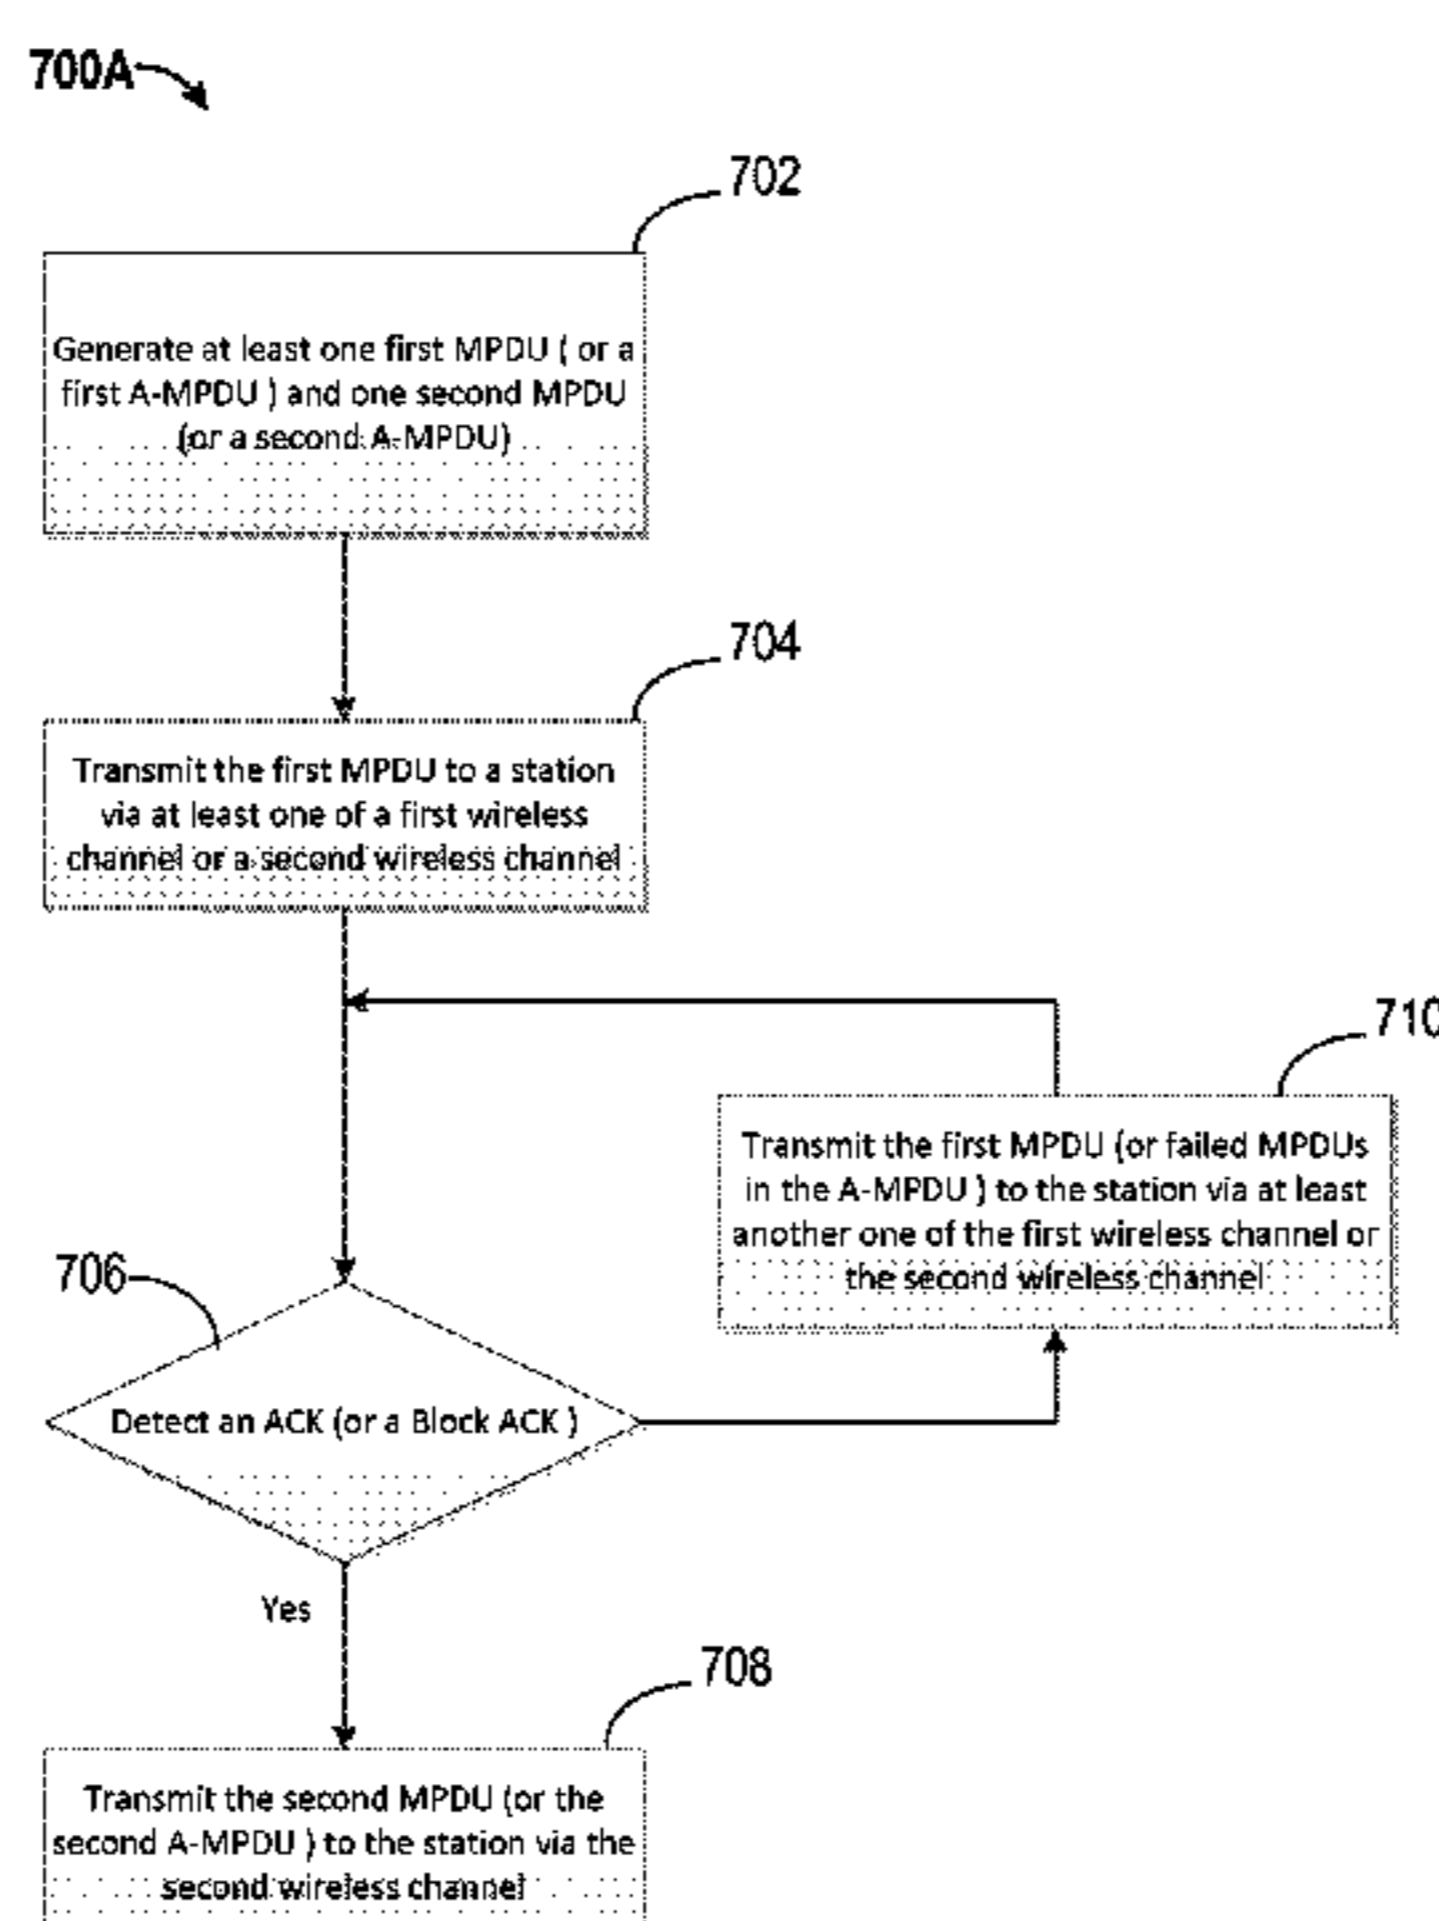 700A
702
Generate at least one first MPDU ( or a
first A-MPDU ) and one second MPDU
(or a second A-MPDU)
704
Transmit the first MPDU to a station
via at least one of a first wireless
channel or a second wireless channel
710
Transmit the first MPDU (or failed MPDUs
in the A-MPDU ) to the station via at least
another one of the first wireless channel or
the second wireless channel
706
Detect an ACK (or a Block ACK )
Yes
708
Transmit the second MPDU (or the
second A-MPDU ) to the station via the
second wireless channel